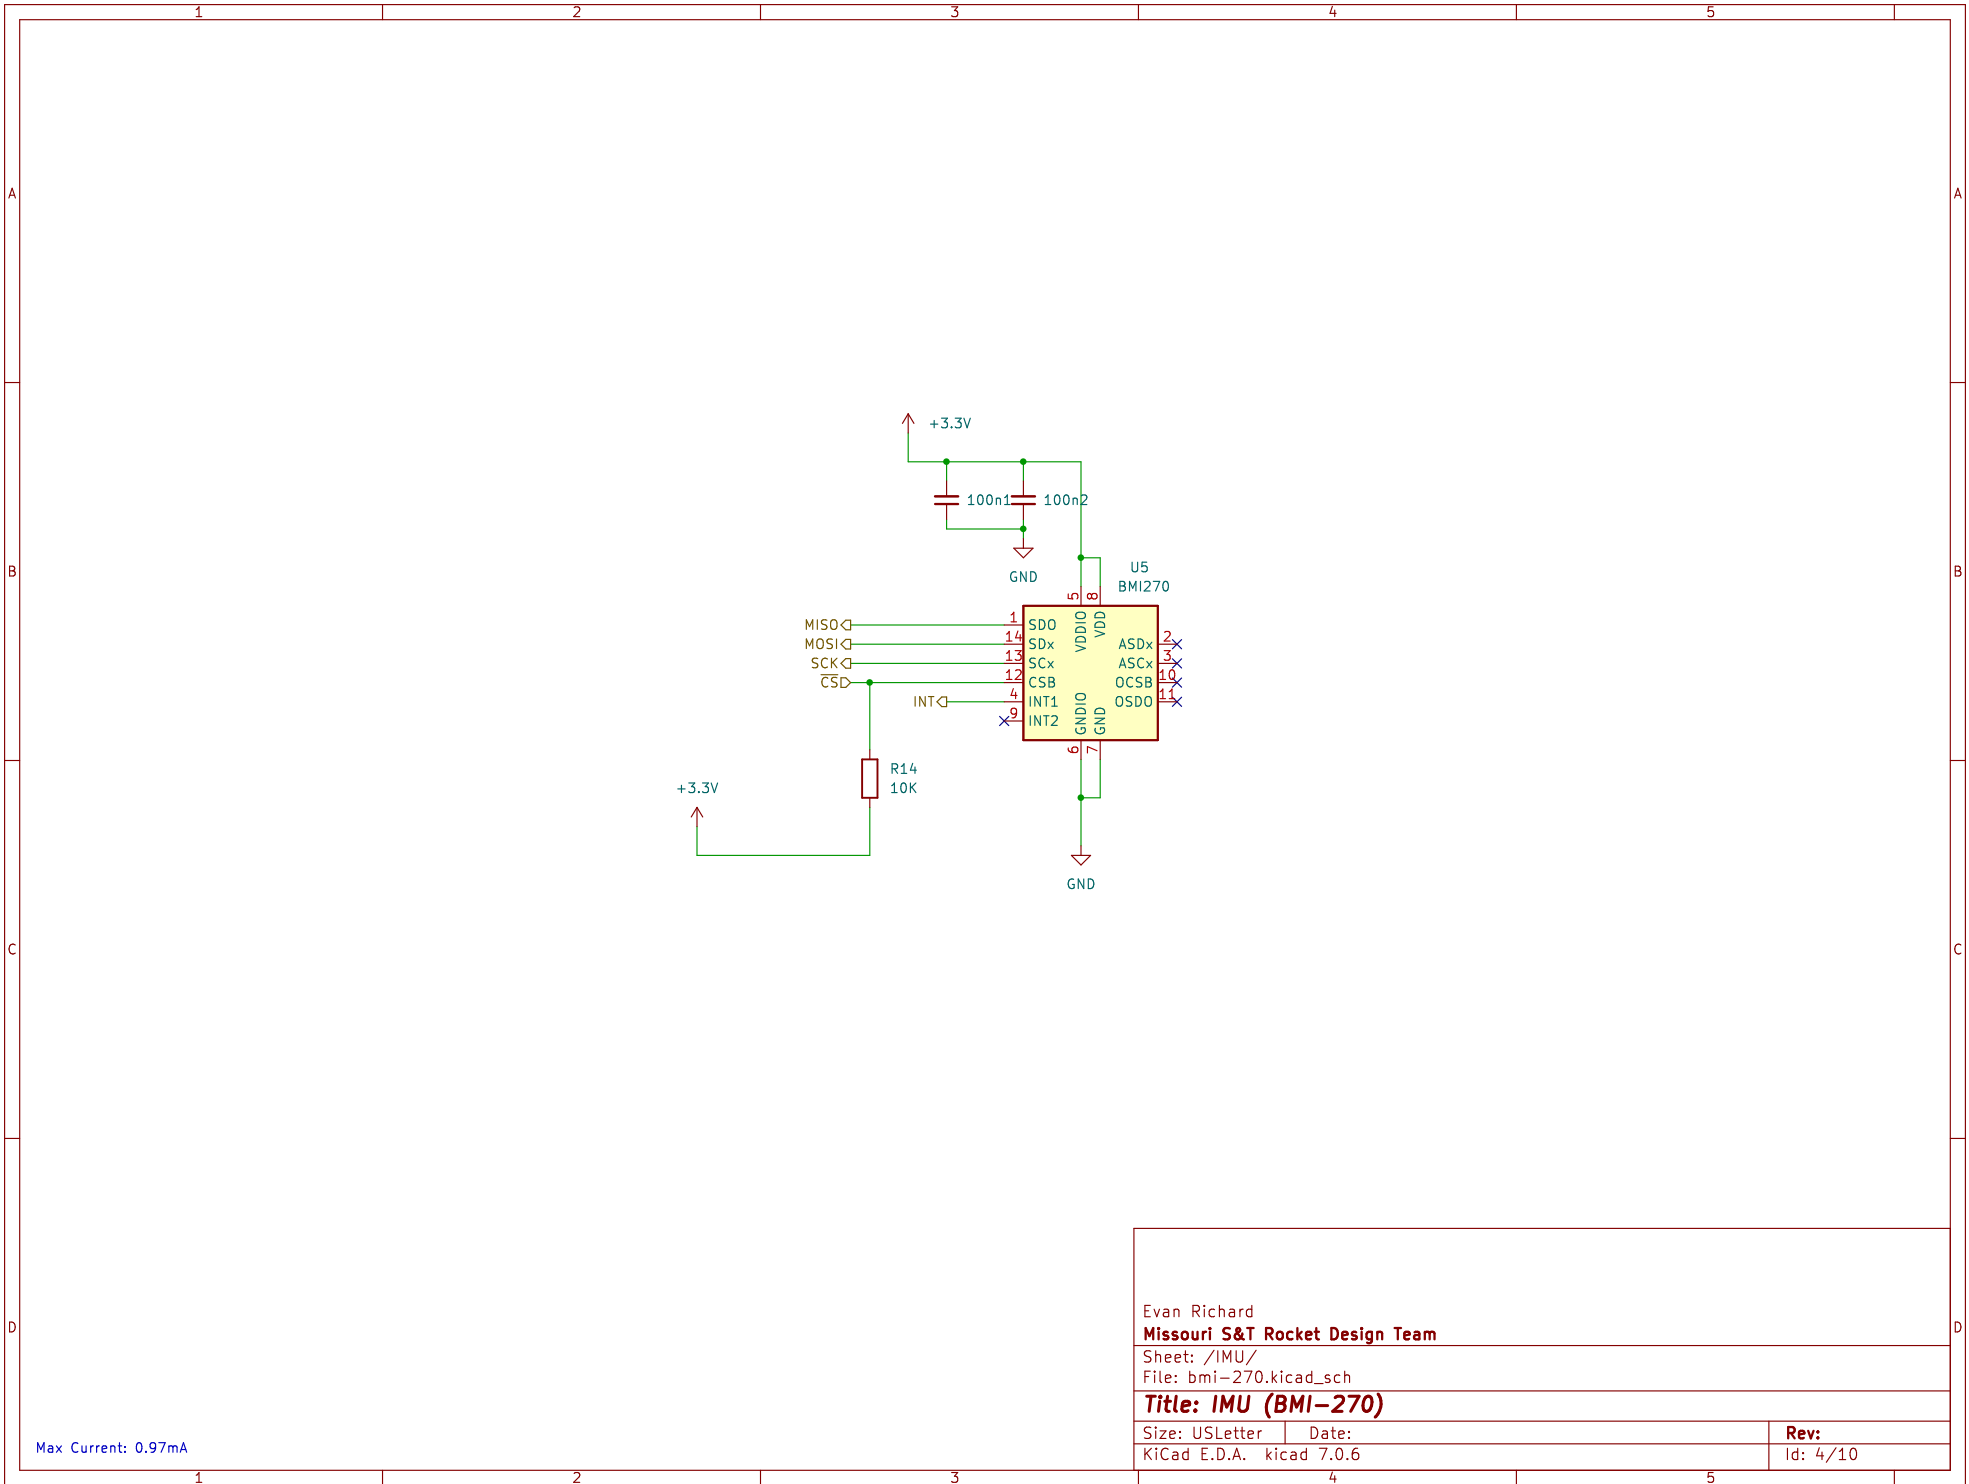 1 2 3 4 5
A A
+3.3V
100n1 100n2
GND
B B
U5
BMI270
5 8
VDDIO VDD
MISO 1 SDO
MOSI 14 SDx ASDx 2
SCK 13 SCx ASCx 3
CS 12 CSB OCSB 10
INT 4 INT1 OSDO 11
9 INT2
GNDIO GND
6 7
R14
10K
+3.3V
GND
C C
D D
Evan Richard
Missouri S&T Rocket Design Team
Sheet: /IMU/
File: bmi-270.kicad_sch
Title: IMU (BMI-270)
Size: USLetter Date: Rev:
KiCad E.D.A. kicad 7.0.6 Id: 4/10
Max Current: 0.97mA
1 2 3 4 5